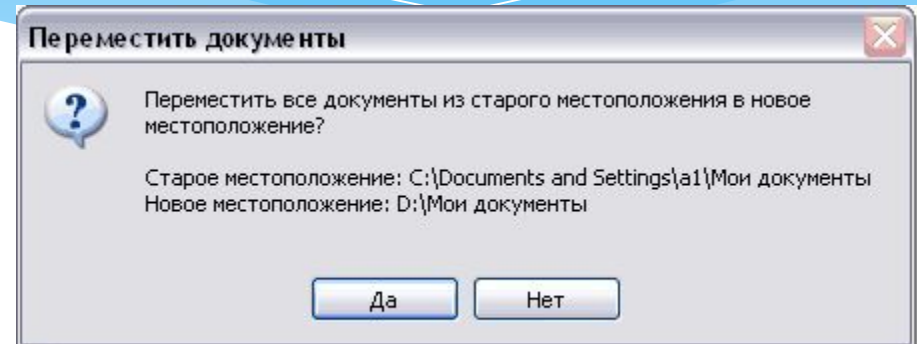 Переместить документы
Переместить все документы из старого местоположения в новое
местоположение?
Старое местоположение: C:\Documents and Settings\a1\Мои документы
Новое местоположение: D:\Мои документы
Да
Нет